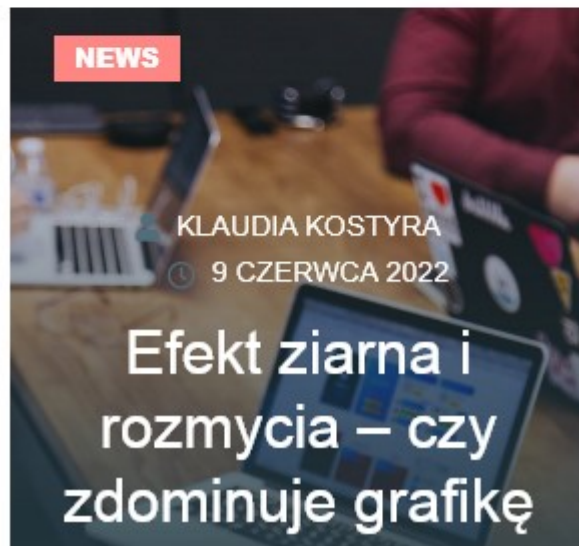 NEWS
KLAUDIA KOSTYRA
9 CZERWCA 2022
Efekt ziarna i
rozmycia – czy
zdominuje grafikę